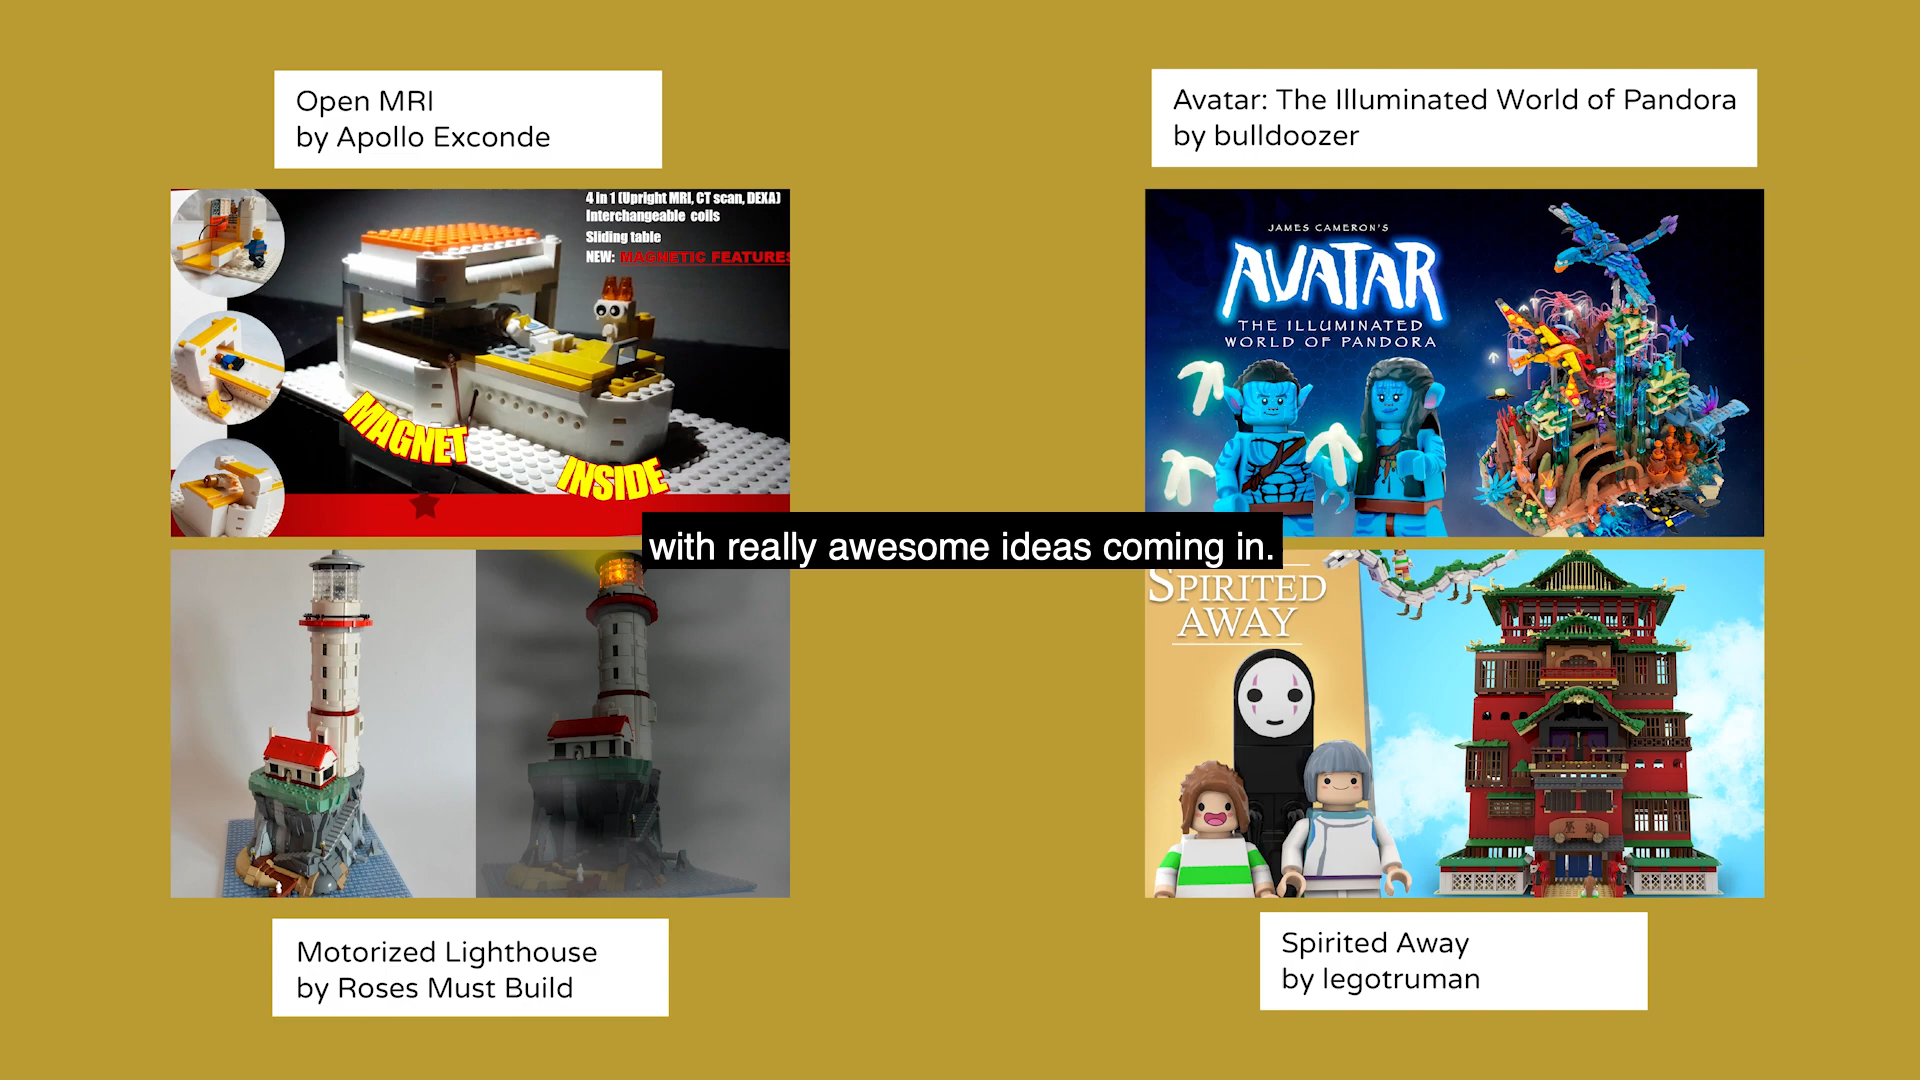 Open MRI
by Apollo Exconde
4 in 1 (Upright MRI, CT scan, DEXA)
Interchangeable coils
Sliding table
NEW: MAGNETIC FEATURES
MAGNET
INSIDE
Avatar: The Illuminated World of Pandora
by bulldoozer
JAMES CAMERON'S
AVATAR
THE ILLUMINATED
WORLD OF PANDORA
with really awesome ideas coming in.
SPIRITED
AWAY
Motorized Lighthouse
by Roses Must Build
Spirited Away
by legotruman